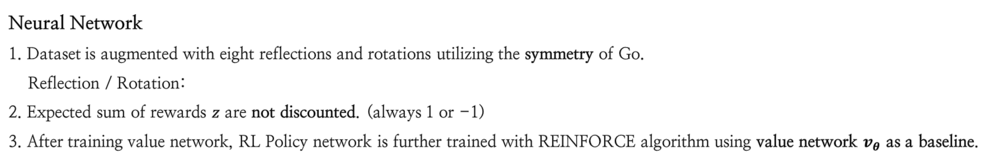 Neural Network
1. Dataset is augmented with eight reflections and rotations utilizing the symmetry of Go.
Reflection / Rotation:
2. Expected sum of rewards z are not discounted. (always 1 or −1)
3. After training value network, RL Policy network is further trained with REINFORCE algorithm using value network v_θ as a baseline.